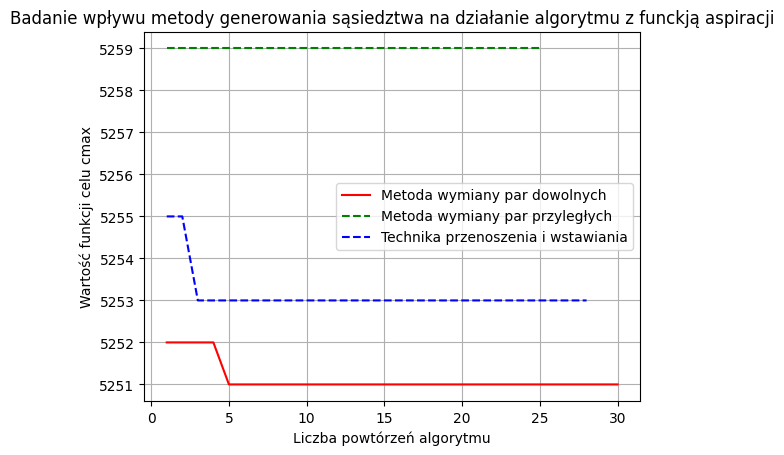 Badanie wpływu metody generowania sąsiedztwa na działanie algorytmu z funckją aspiracji
5259
5258
5257
5256
5255
5254
5253
5252
5251
Wartość funkcji celu cmax
Metoda wymiany par dowolnych
Metoda wymiany par przyległych
Technika przenoszenia i wstawiania
0
5
10
15
20
25
30
Liczba powtórzeń algorytmu